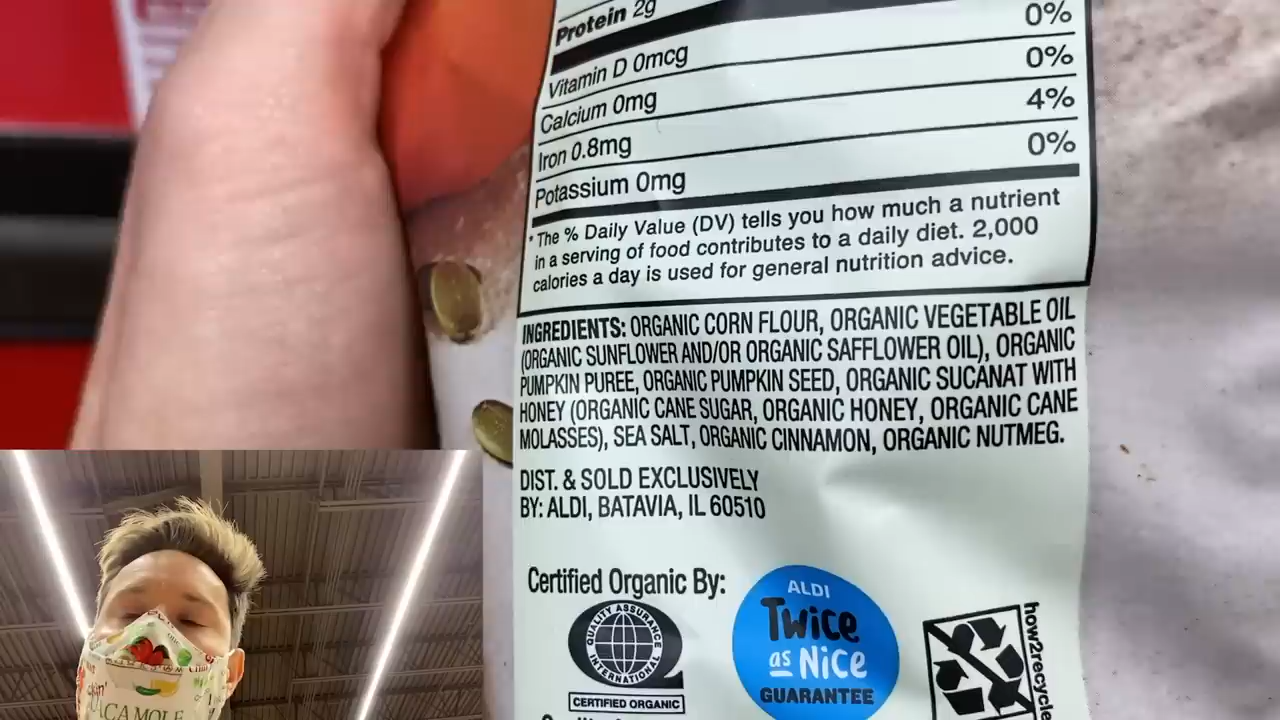 Protein 2g
0%
Vitamin D 0mcg
0%
Calcium 0mg
4%
Iron 0.8mg
0%
Potassium 0mg
* The % Daily Value (DV) tells you how much a nutrient
in a serving of food contributes to a daily diet. 2,000
calories a day is used for general nutrition advice.
INGREDIENTS: ORGANIC CORN FLOUR, ORGANIC VEGETABLE OIL
(ORGANIC SUNFLOWER AND/OR ORGANIC SAFFLOWER OIL), ORGANIC
PUMPKIN PUREE, ORGANIC PUMPKIN SEED, ORGANIC SUCANAT WITH
HONEY (ORGANIC CANE SUGAR, ORGANIC HONEY, ORGANIC CANE
MOLASSES), SEA SALT, ORGANIC CINNAMON, ORGANIC NUTMEG.
DIST. & SOLD EXCLUSIVELY
BY: ALDI, BATAVIA, IL 60510
Certified Organic By:
QUALITY ASSURANCE
INTERNATIONAL
CERTIFIED ORGANIC
ALDI
Twice
as Nice
GUARANTEE
how2recycle